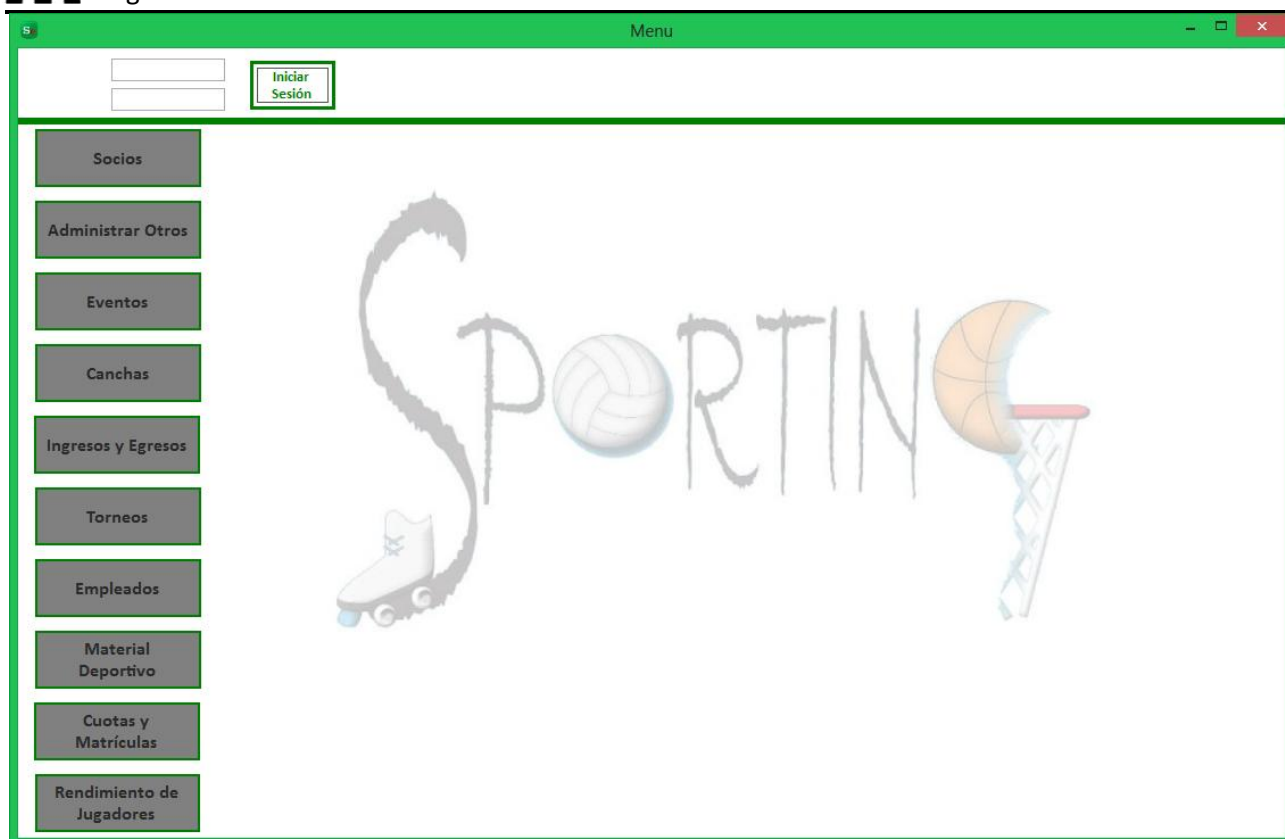 Menu
Iniciar
Sesión
Socios
Administrar Otros
Eventos
Canchas
Ingresos y Egresos
Torneos
Empleados
Material
Deportivo
Cuotas y
Matrículas
Rendimiento de
Jugadores
SPORTING